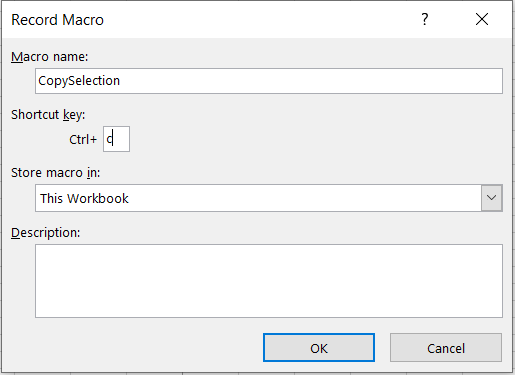 Record Macro ?
Macro name:
CopySelection
Shortcut key:
Ctrl+ c
Store macro in:
This Workbook
Description:
OK Cancel